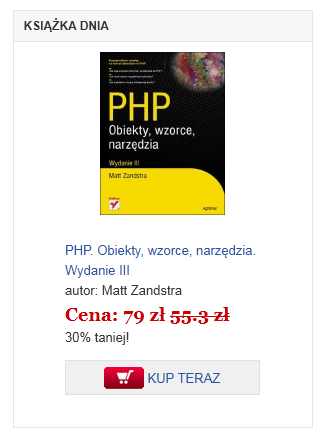 KSIĄŻKA DNIA
PHP
Obiekty, wzorce,
narzędzia
Wydanie III
Matt Zandstra
PHP. Obiekty, wzorce, narzędzia.
Wydanie III
autor: Matt Zandstra
Cena: 79 zł 55.3 zł
30% taniej!
KUP TERAZ